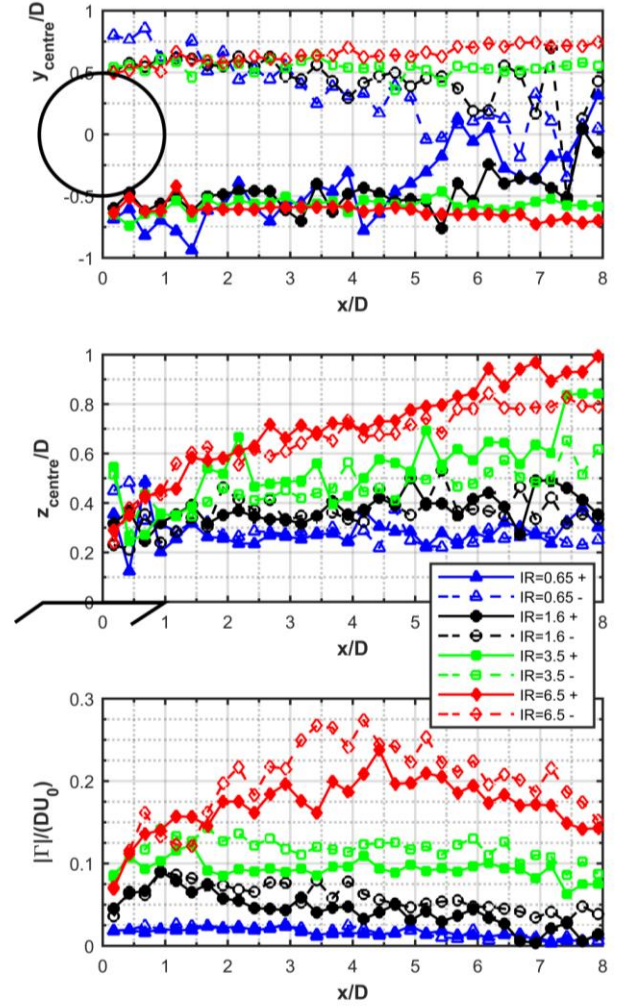 y_centre/D
1
0.5
0
-0.5
-1
0 1 2 3 4 5 6 7 8
x/D
z_centre/D
1
0.8
0.6
0.4
0.2
0
0 1 2 3 4 5 6 7 8
x/D
IR=0.65 +
IR=0.65 -
IR=1.6 +
IR=1.6 -
IR=3.5 +
IR=3.5 -
IR=6.5 +
IR=6.5 -
|Γ|/(DU_0)
0.3
0.2
0.1
0
0 1 2 3 4 5 6 7 8
x/D